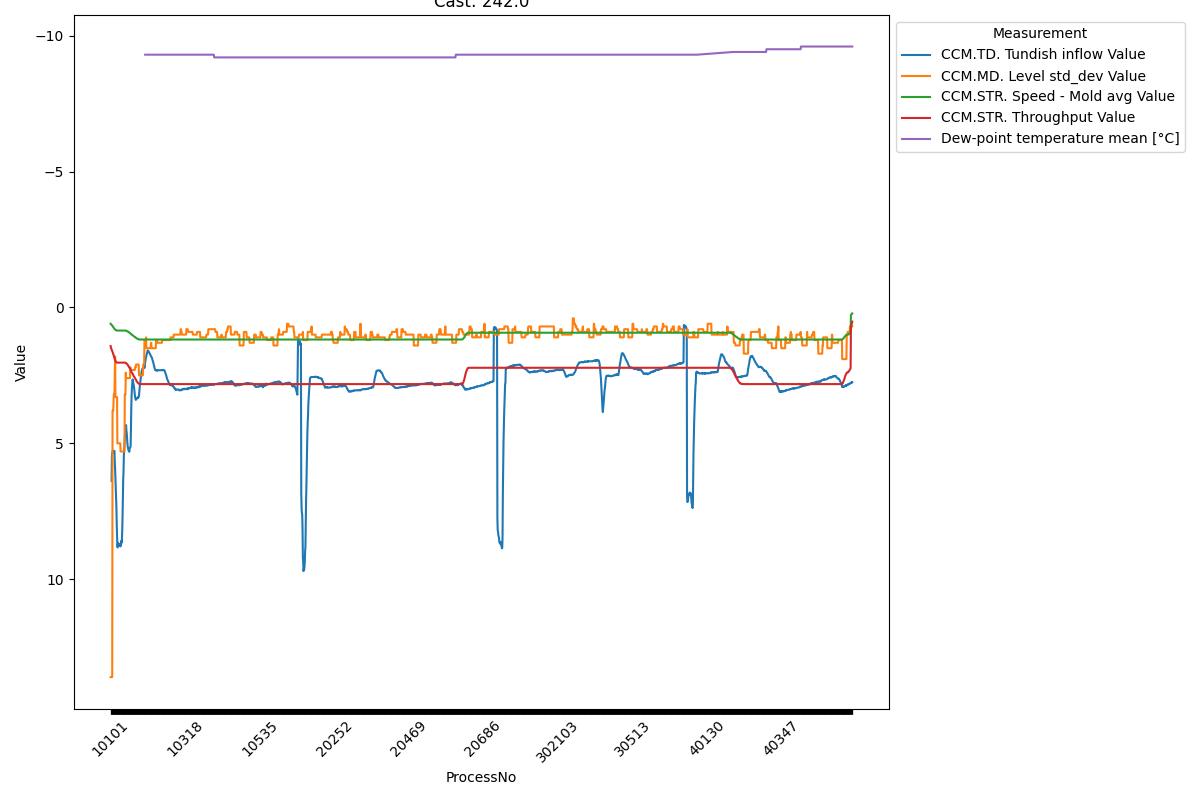 Cast: 242.0
Measurement
CCM.TD. Tundish inflow Value
CCM.MD. Level std_dev Value
CCM.STR. Speed - Mold avg Value
CCM.STR. Throughput Value
Dew-point temperature mean [°C]
−10
−5
0
5
10
Value
10101
10318
10535
20252
20469
20686
302103
30513
40130
40347
ProcessNo